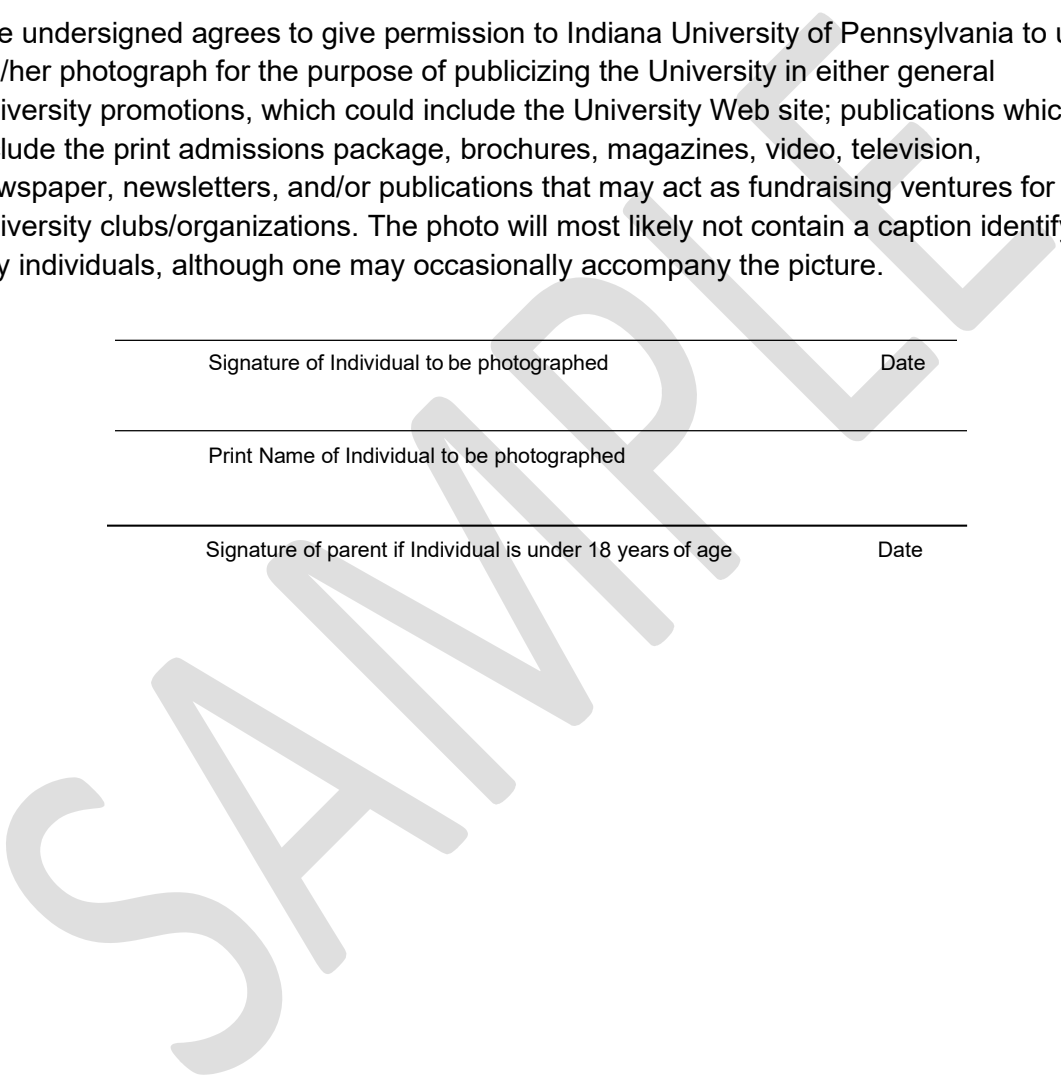 e undersigned agrees to give permission to Indiana University of Pennsylvania to u
/her photograph for the purpose of publicizing the University in either general
iversity promotions, which could include the University Web site; publications whic
lude the print admissions package, brochures, magazines, video, television,
wspaper, newsletters, and/or publications that may act as fundraising ventures for
iversity clubs/organizations. The photo will most likely not contain a caption identify
y individuals, although one may occasionally accompany the picture.
Signature of Individual to be photographed Date
Print Name of Individual to be photographed
Signature of parent if Individual is under 18 years of age Date
SAMPLE